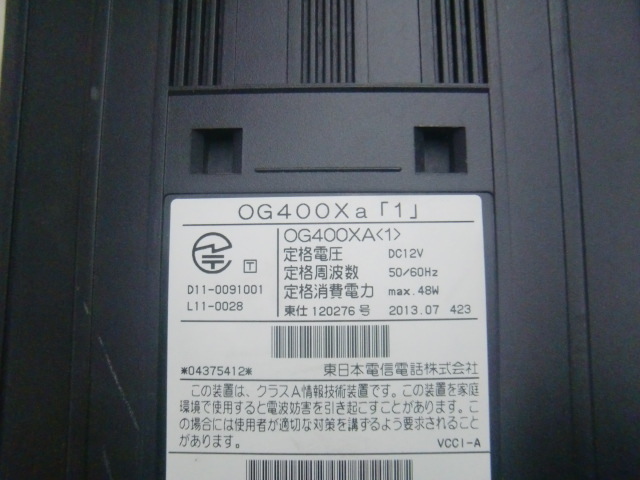 OG400Xa「1」
OG400XA<1>
定格電圧 DC12V
定格周波数 50/60Hz
定格消費電力 max.48W
東仕 120276 号 2013.07 423
T
D11-0091001
L11-0028
*04375412*
東日本電信電話株式会社
この装置は、クラスA情報技術装置です。この装置を家庭
環境で使用すると電波妨害を引き起こすことがあります。こ
の場合には使用者が適切な対策を講ずるよう要求されること
があります。
VCCI-A